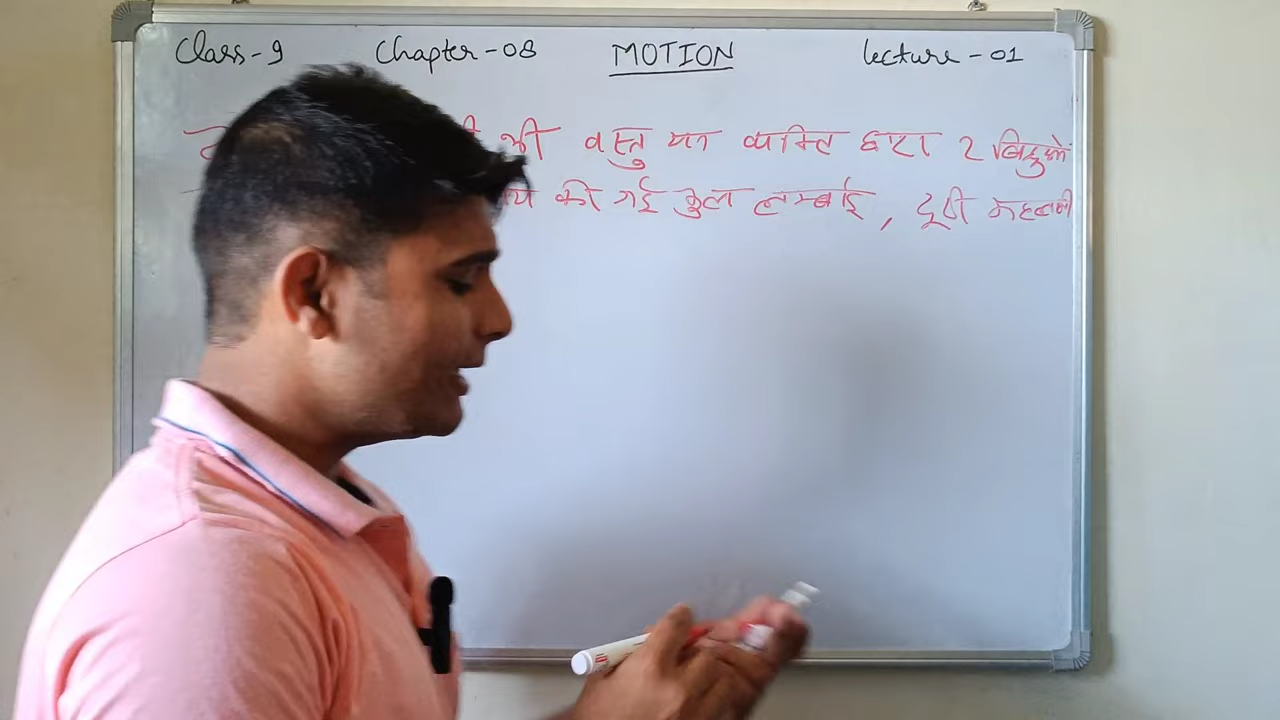 Class-9 Chapter-08 MOTION Lecture-01
भी वस्तु या व्यक्ति द्वारा 2 बिंदुओ
की गई कुल लम्बाई, दूरी कहलाती